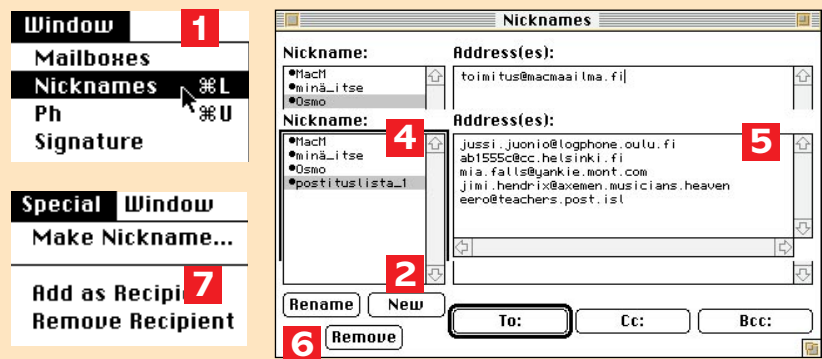 Window
1
Mailboxes
Nicknames ⌘L
Ph ⌘U
Signature
Special Window
Make Nickname...
7
Add as Recipi
Remove Recipient
Nicknames
Nickname: Address(es):
•MacM
•minä_itse
•Osmo
toimitus@macmaailma.fi
Nickname: Address(es):
4
5
•MacM
•minä_itse
•Osmo
•postituslista_1
jussi.juonio@logphone.oulu.fi
ab1555c@cc.helsinki.fi
mia.falls@yankie.mont.com
jimi.hendrix@axemen.musicians.heaven
eero@teachers.post.isl
2
Rename New
6
Remove
To: Cc: Bcc: